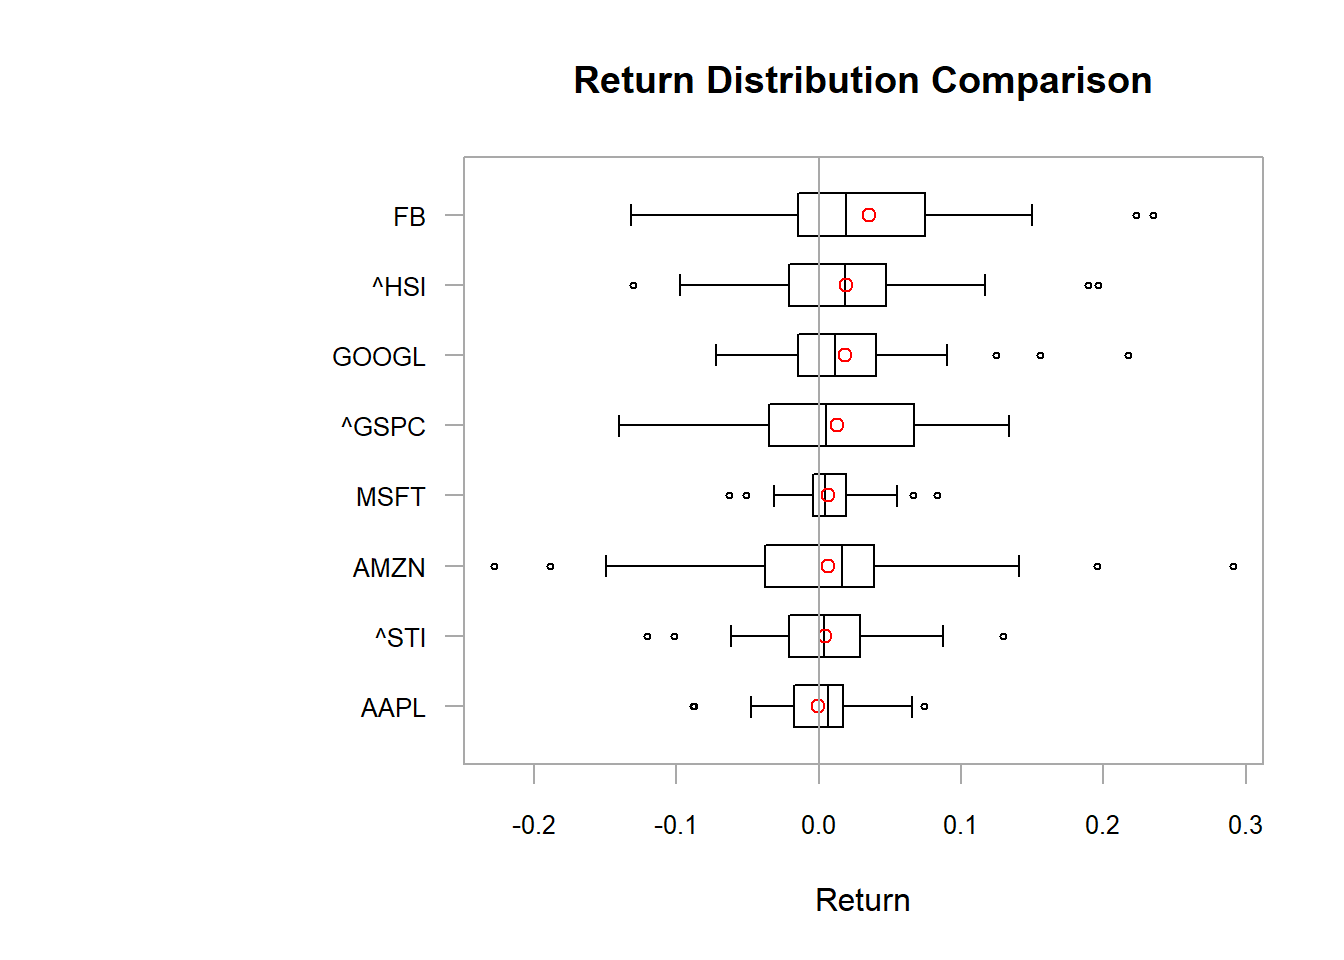 Return Distribution Comparison
FB
^HSI
GOOGL
^GSPC
MSFT
AMZN
^STI
AAPL
-0.2 -0.1 0.0 0.1 0.2 0.3
Return